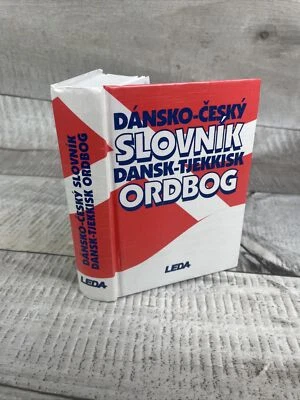 DÁNSKO-ČESKÝ
SLOVNÍK
DANSK-TJEKKISK
ORDBOG
LEDA
DÁNSKO-ČESKÝ SLOVNÍK
DANSK-TJEKKISK ORDBOG
LEDA